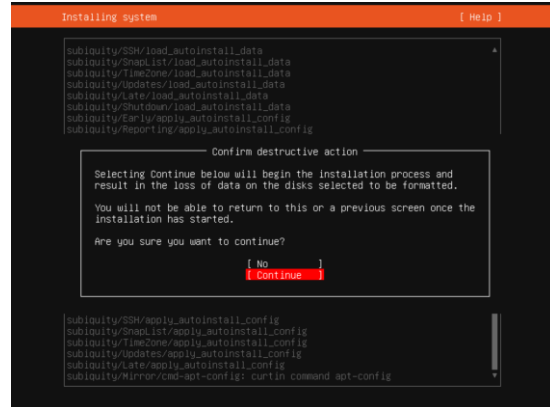 Installing system [ Help ]
subiquity/SSH/load_autoinstall_data
subiquity/SnapList/load_autoinstall_data
subiquity/TimeZone/load_autoinstall_data
subiquity/Updates/load_autoinstall_data
subiquity/Late/load_autoinstall_data
subiquity/Shutdown/load_autoinstall_data
subiquity/Early/apply_autoinstall_config
subiquity/Reporting/apply_autoinstall_config
Confirm destructive action
Selecting Continue below will begin the installation process and
result in the loss of data on the disks selected to be formatted.
You will not be able to return to this or a previous screen once the
installation has started.
Are you sure you want to continue?
[ No ]
[ Continue ]
subiquity/SSH/apply_autoinstall_config
subiquity/SnapList/apply_autoinstall_config
subiquity/TimeZone/apply_autoinstall_config
subiquity/Updates/apply_autoinstall_config
subiquity/Late/apply_autoinstall_config
subiquity/Mirror/cmd-apt-config: curtin command apt-config